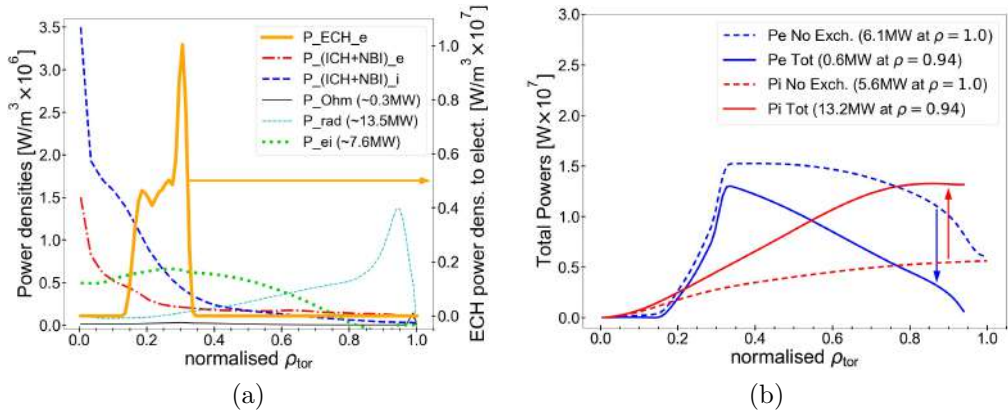 3.5
3.0
2.5
2.0
1.5
1.0
0.5
0.0
Power densities [W/m³ ×10⁶]
P_ECH_e
P_(ICH+NBI)_e
P_(ICH+NBI)_i
P_Ohm (~0.3MW)
P_rad (~13.5MW)
P_ei (~7.6MW)
1.0
0.8
0.6
0.4
0.2
0.0
ECH power dens. to elect. [W/m³ ×10⁷]
0.0 0.2 0.4 0.6 0.8 1.0
normalised ρtor
(a)
3.0
2.5
2.0
1.5
1.0
0.5
0.0
Total Powers [W×10⁷]
Pe No Exch. (6.1MW at ρ = 1.0)
Pe Tot (0.6MW at ρ = 0.94)
Pi No Exch. (5.6MW at ρ = 1.0)
Pi Tot (13.2MW at ρ = 0.94)
0.0 0.2 0.4 0.6 0.8 1.0
normalised ρtor
(b)